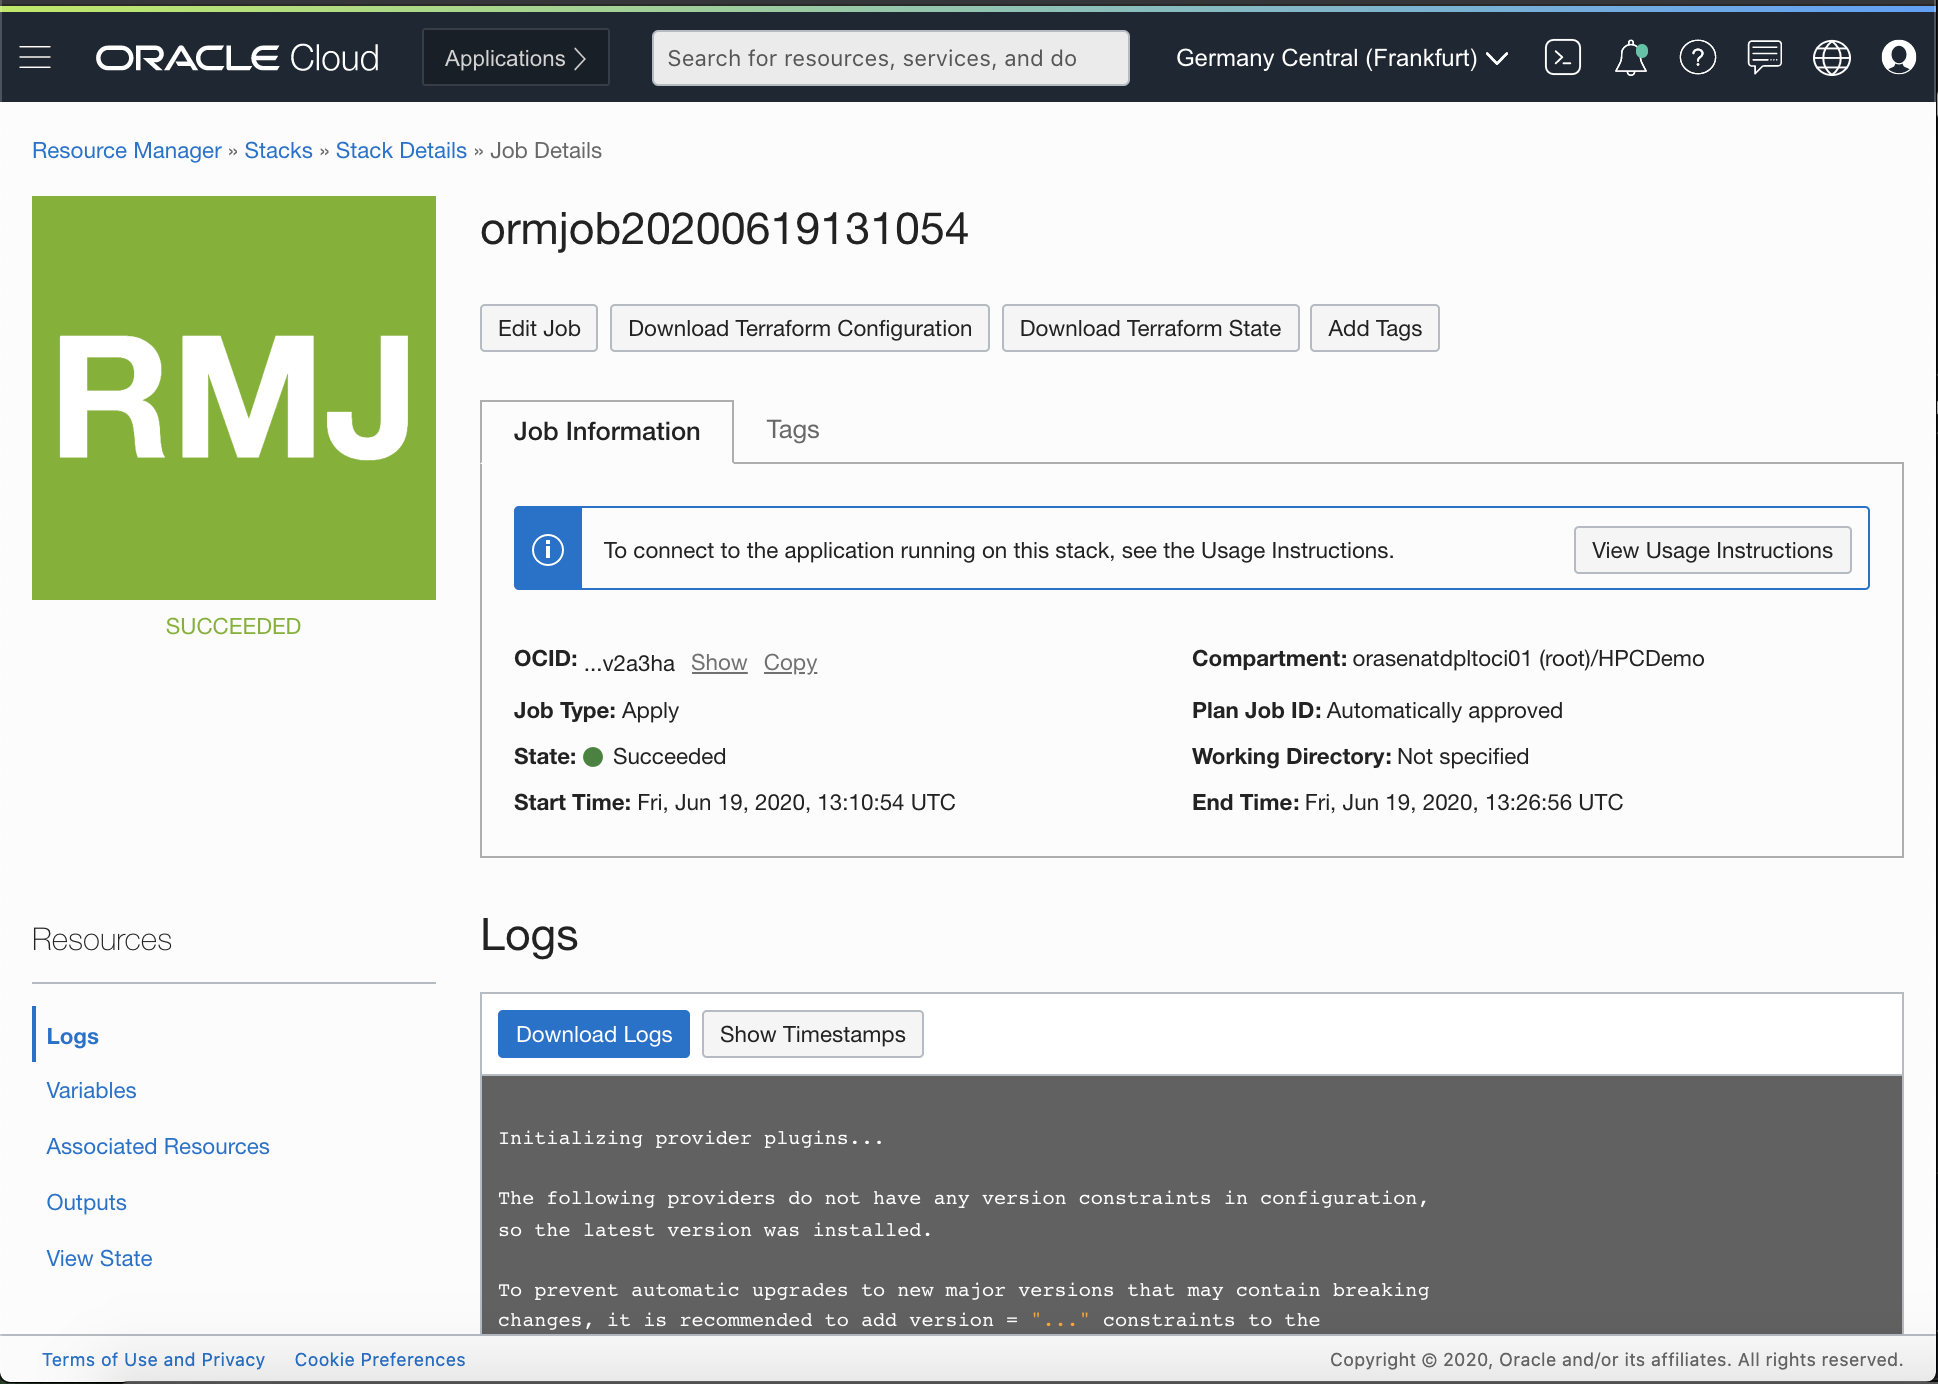 ORACLE Cloud
Applications
Search for resources, services, and do
Germany Central (Frankfurt)
Resource Manager » Stacks » Stack Details » Job Details
RMJ
SUCCEEDED
ormjob20200619131054
Edit Job
Download Terraform Configuration
Download Terraform State
Add Tags
Job Information
Tags
To connect to the application running on this stack, see the Usage Instructions.
View Usage Instructions
OCID: ...v2a3ha Show Copy
Compartment: orasenatdpltoci01 (root)/HPCDemo
Job Type: Apply
Plan Job ID: Automatically approved
State: Succeeded
Working Directory: Not specified
Start Time: Fri, Jun 19, 2020, 13:10:54 UTC
End Time: Fri, Jun 19, 2020, 13:26:56 UTC
Resources
Logs
Variables
Associated Resources
Outputs
View State
Logs
Download Logs
Show Timestamps
Initializing provider plugins...
The following providers do not have any version constraints in configuration,
so the latest version was installed.
To prevent automatic upgrades to new major versions that may contain breaking
changes, it is recommended to add version = "..." constraints to the
Terms of Use and Privacy
Cookie Preferences
Copyright © 2020, Oracle and/or its affiliates. All rights reserved.